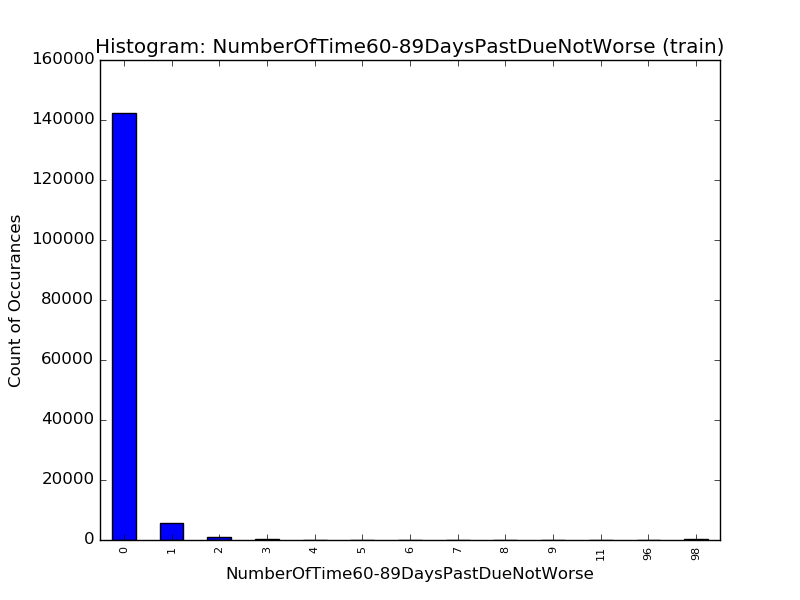 Histogram: NumberOfTime60-89DaysPastDueNotWorse (train)
160000
140000
120000
100000
80000
60000
40000
20000
0
Count of Occurances
0 1 2 3 4 5 6 7 8 9 11 96 98
NumberOfTime60-89DaysPastDueNotWorse